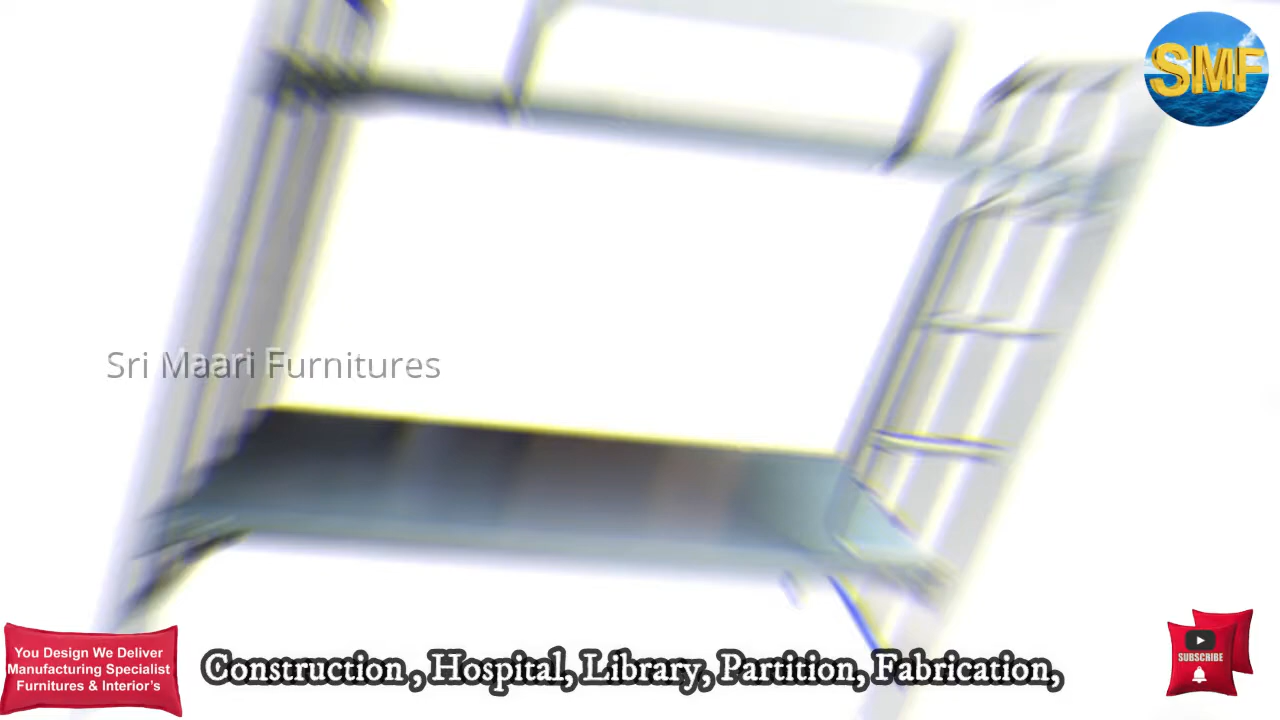 SMF
Sri Maari Furnitures
You Design We Deliver
Manufacturing Specialist
Furnitures & Interior's
Construction , Hospital, Library, Partition, Fabrication,
SUBSCRIBE